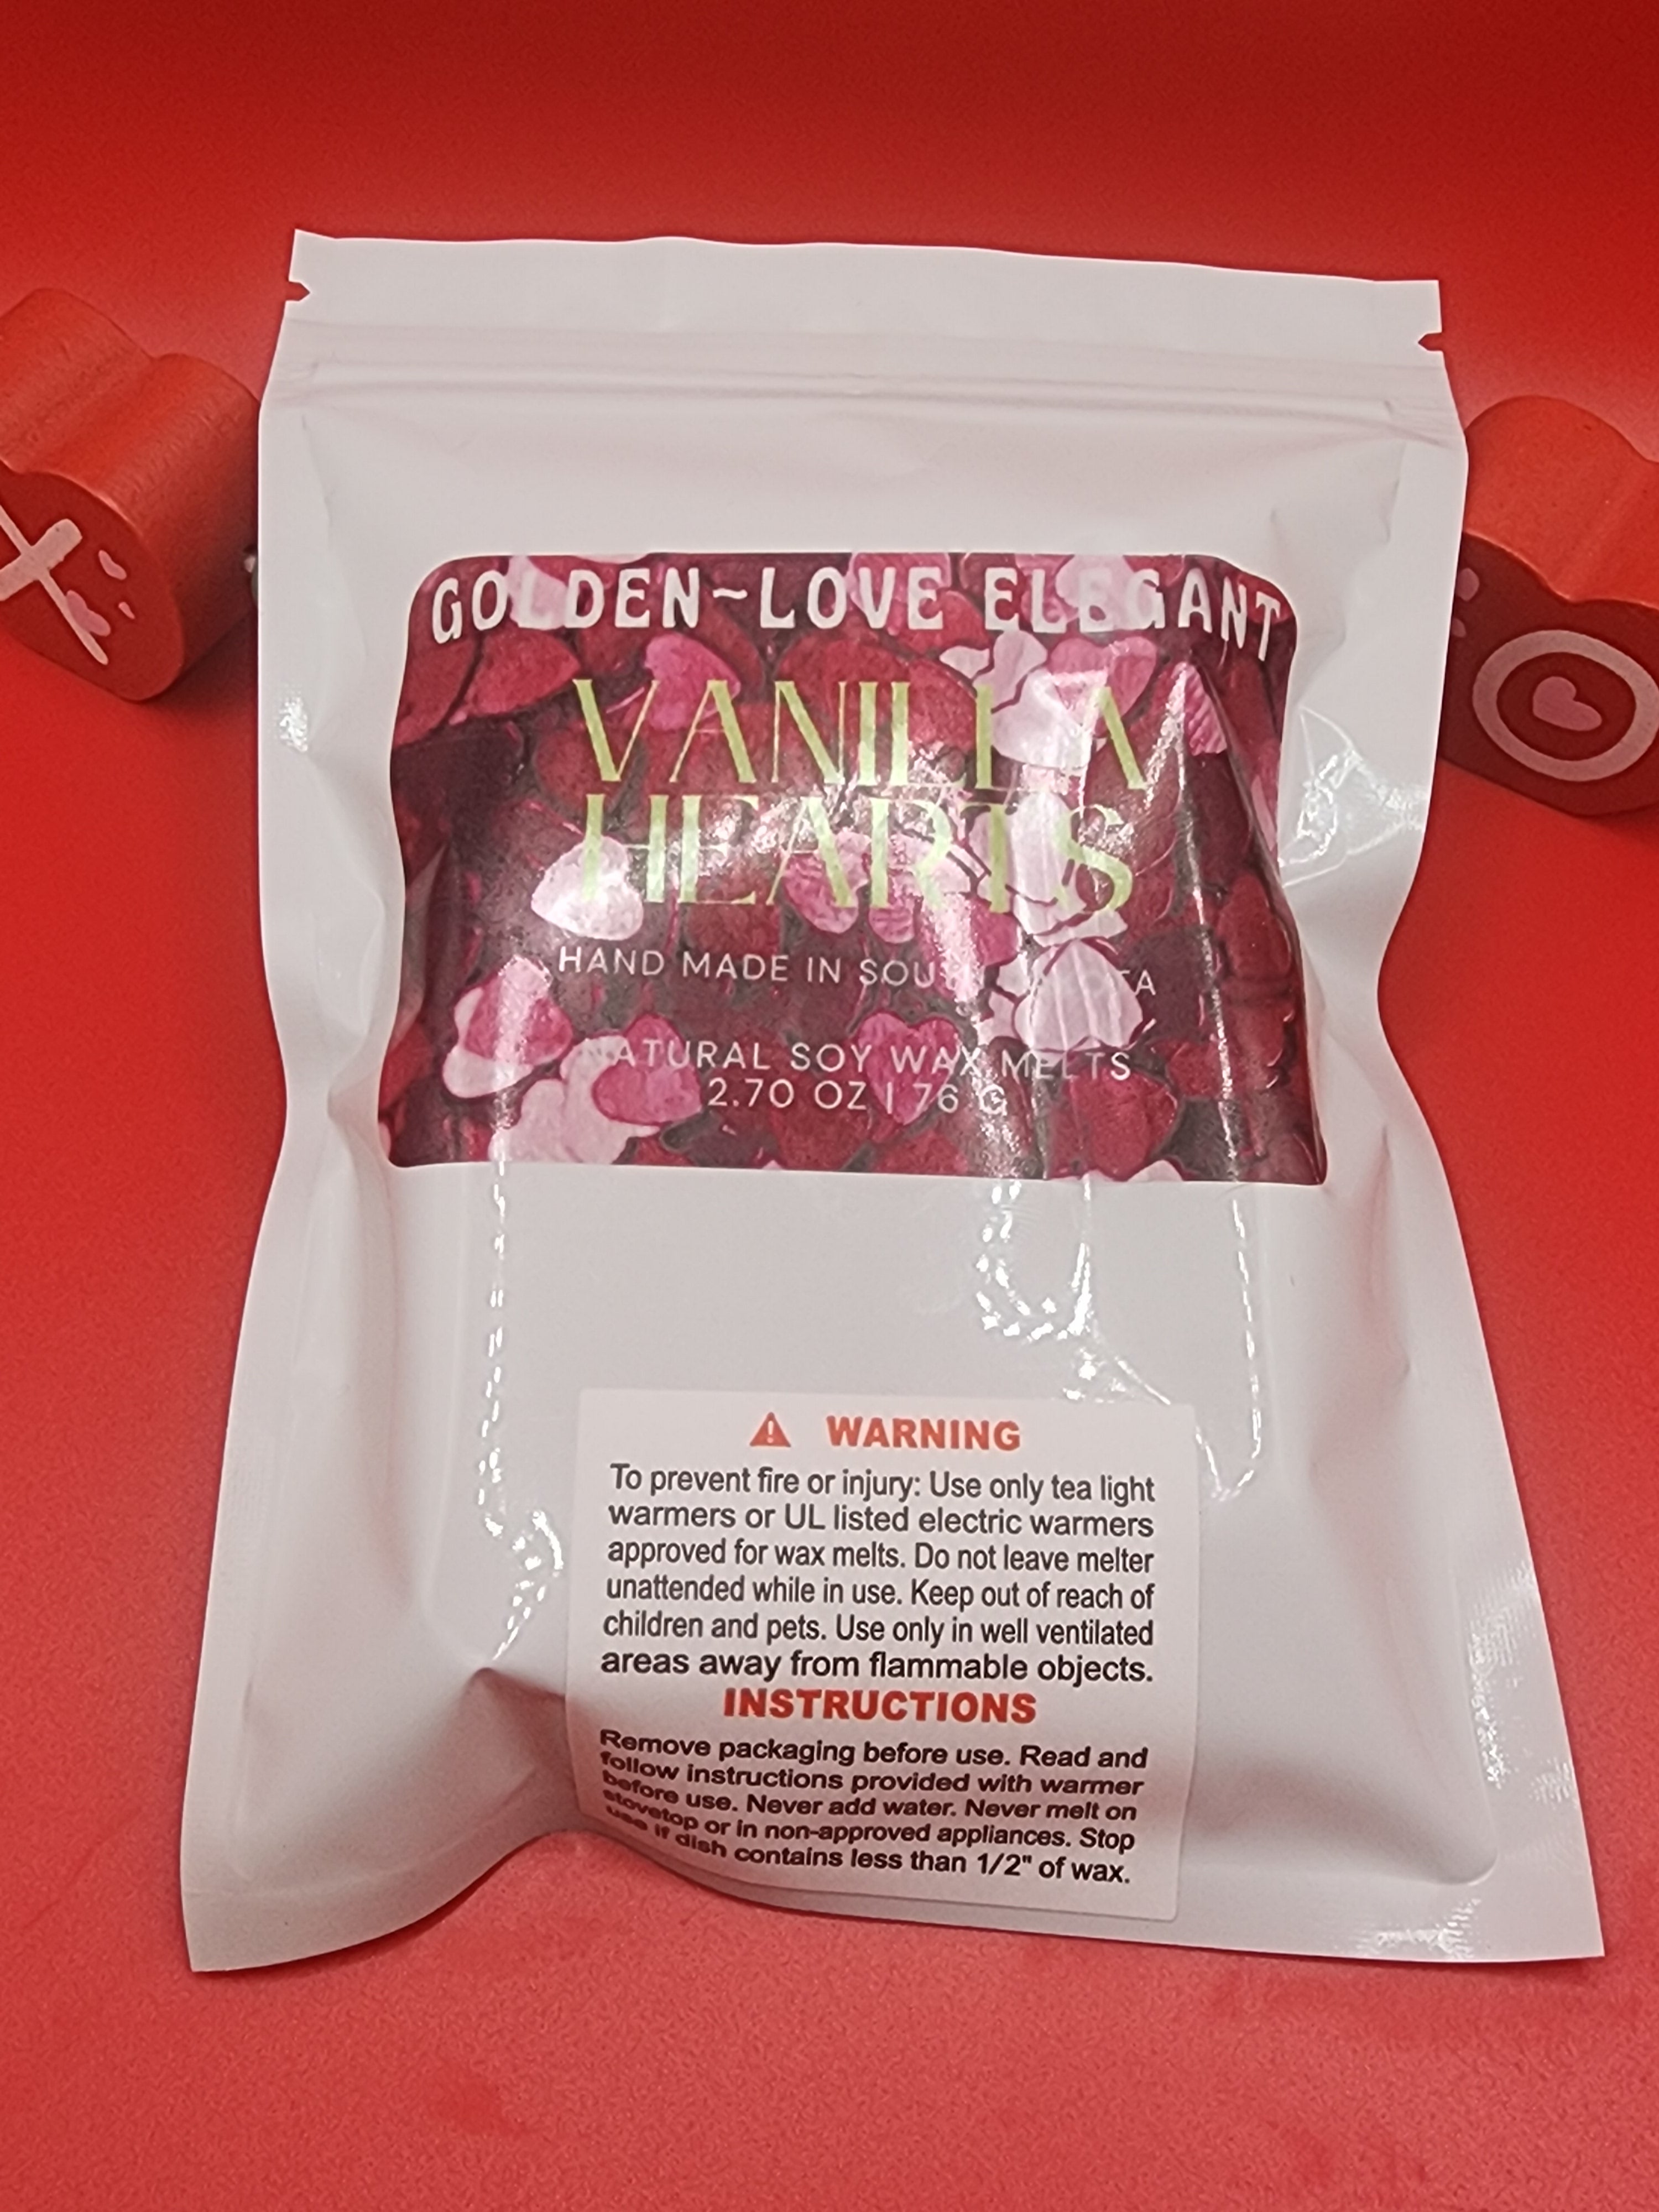 GOLDEN~LOVE ELEGANT
VANILLA
HEARTS
HAND MADE IN
NATURAL SOY WAX MELTS
2.70 OZ | 76 G
WARNING
To prevent fire or injury: Use only tea light
warmers or UL listed electric warmers
approved for wax melts. Do not leave melter
unattended while in use. Keep out of reach of
children and pets. Use only in well ventilated
areas away from flammable objects.
INSTRUCTIONS
Remove packaging before use. Read and
follow instructions provided with warmer
before use. Never add water. Never melt on
stovetop or in non-approved appliances. Stop
use if dish contains less than 1/2" of wax.